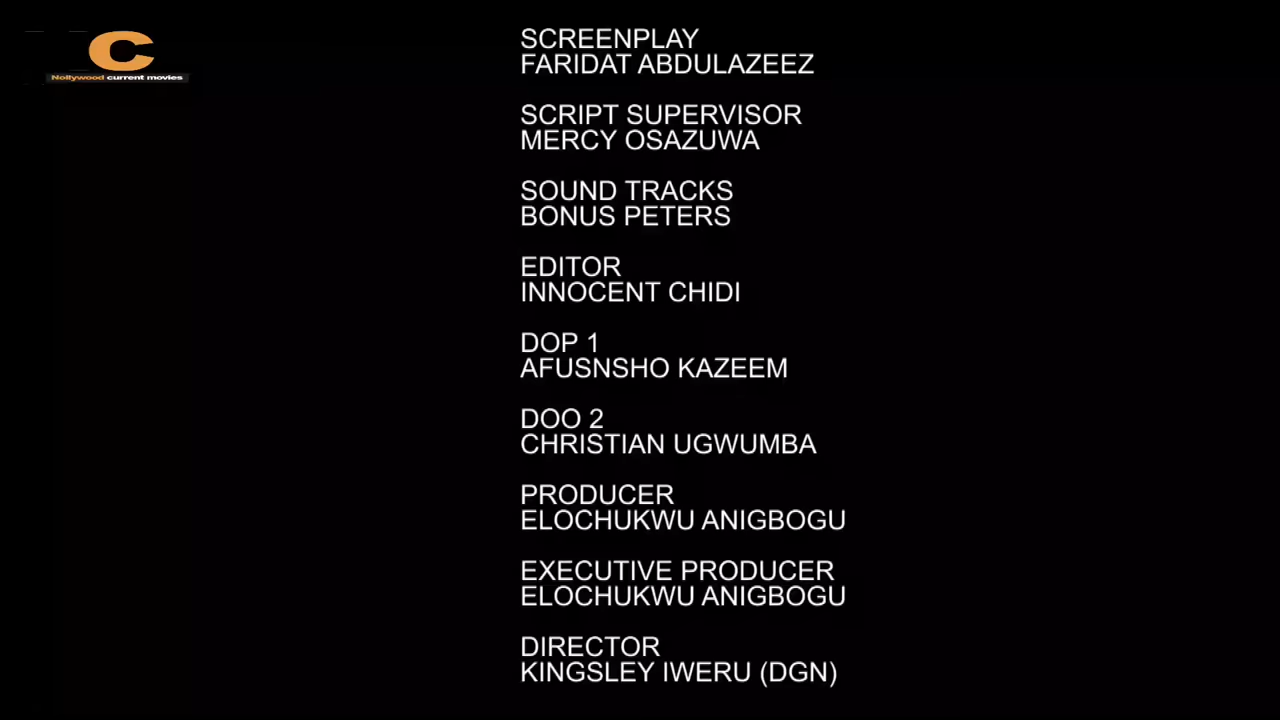 C
Nollywood current movies
SCREENPLAY
FARIDAT ABDULAZEEZ
SCRIPT SUPERVISOR
MERCY OSAZUWA
SOUND TRACKS
BONUS PETERS
EDITOR
INNOCENT CHIDI
DOP 1
AFUSNSHO KAZEEM
DOO 2
CHRISTIAN UGWUMBA
PRODUCER
ELOCHUKWU ANIGBOGU
EXECUTIVE PRODUCER
ELOCHUKWU ANIGBOGU
DIRECTOR
KINGSLEY IWERU (DGN)